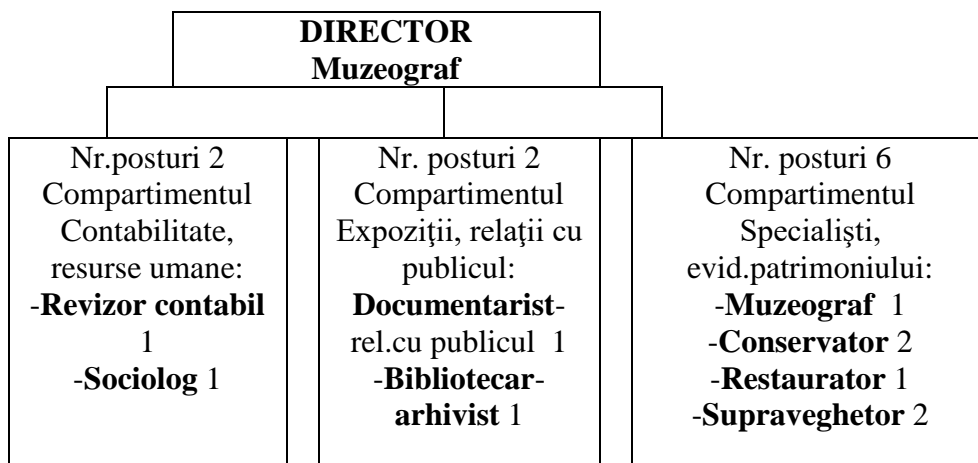 DIRECTOR
Muzeograf
Nr.posturi 2
Compartimentul
Contabilitate,
resurse umane:
-Revizor contabil
1
-Sociolog 1
Nr. posturi 2
Compartimentul
Expoziţii, relaţii cu
publicul:
Documentarist-
rel.cu publicul 1
-Bibliotecar-
arhivist 1
Nr. posturi 6
Compartimentul
Specialişti,
evid.patrimoniului:
-Muzeograf 1
-Conservator 2
-Restaurator 1
-Supraveghetor 2